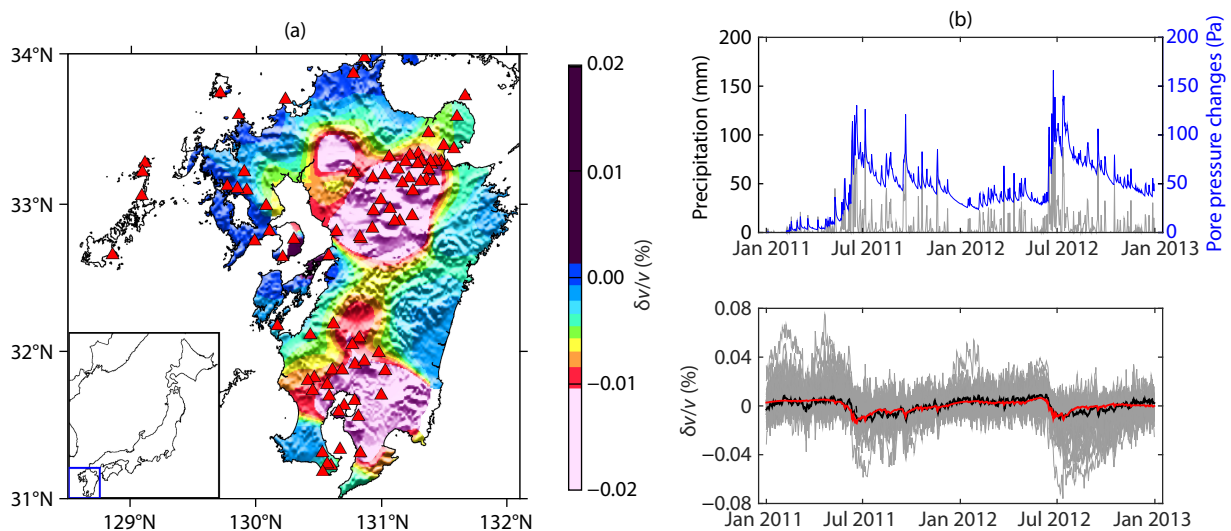 (a)
34°N
33°N
32°N
31°N
129°N
130°N
131°N
132°N
0.02
0.01
0.00
−0.01
−0.02
δv/v (%)
(b)
200
150
100
50
0
Precipitation (mm)
200
150
100
50
0
Pore pressure changes (Pa)
Jan 2011
Jul 2011
Jan 2012
Jul 2012
Jan 2013
0.08
0.04
0
−0.04
−0.08
δv/v (%)
Jan 2011
Jul 2011
Jan 2012
Jul 2012
Jan 2013